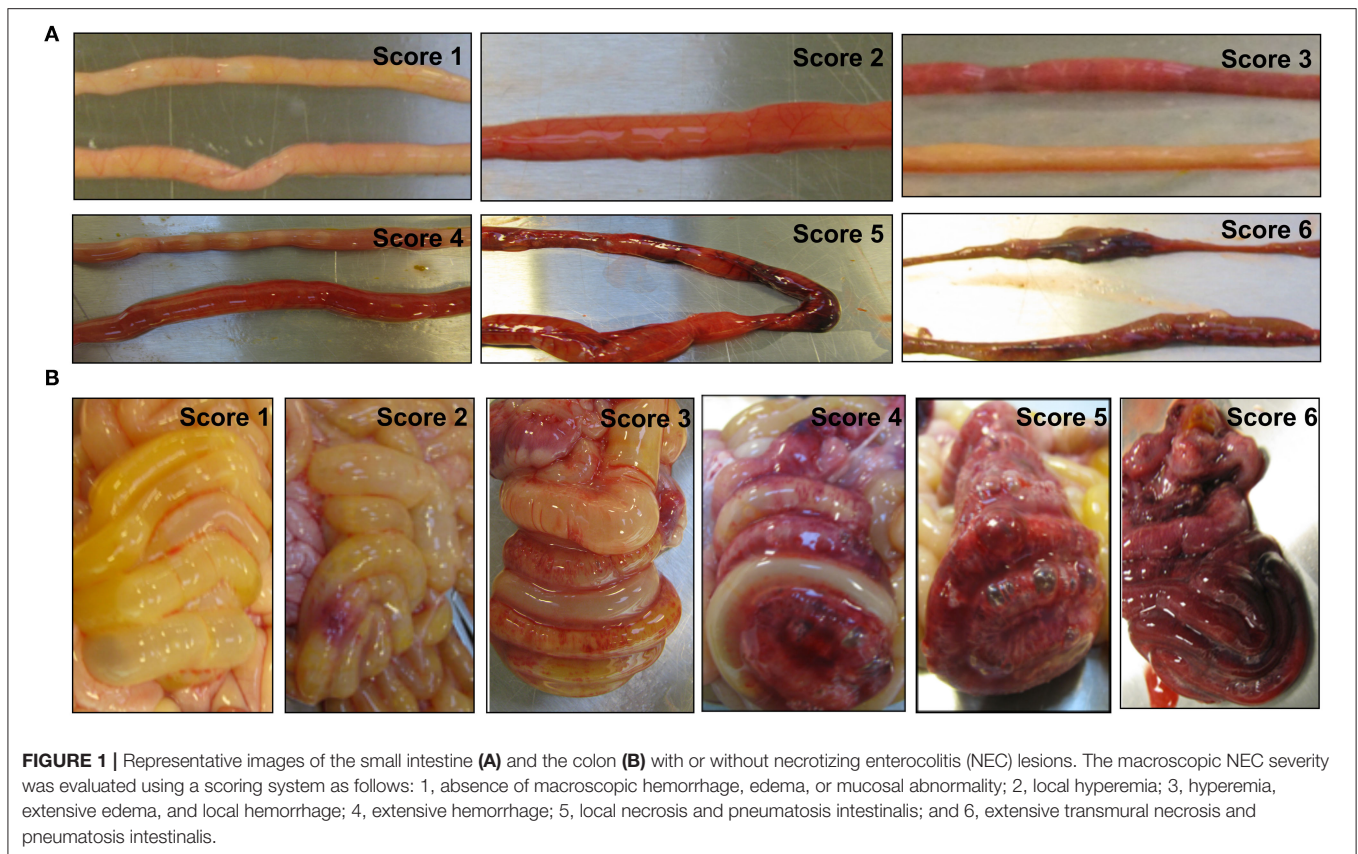 A
Score 1
Score 2
Score 3
Score 4
Score 5
Score 6
B
Score 1
Score 2
Score 3
Score 4
Score 5
Score 6
FIGURE 1 | Representative images of the small intestine (A) and the colon (B) with or without necrotizing enterocolitis (NEC) lesions. The macroscopic NEC severity
was evaluated using a scoring system as follows: 1, absence of macroscopic hemorrhage, edema, or mucosal abnormality; 2, local hyperemia; 3, hyperemia,
extensive edema, and local hemorrhage; 4, extensive hemorrhage; 5, local necrosis and pneumatosis intestinalis; and 6, extensive transmural necrosis and
pneumatosis intestinalis.